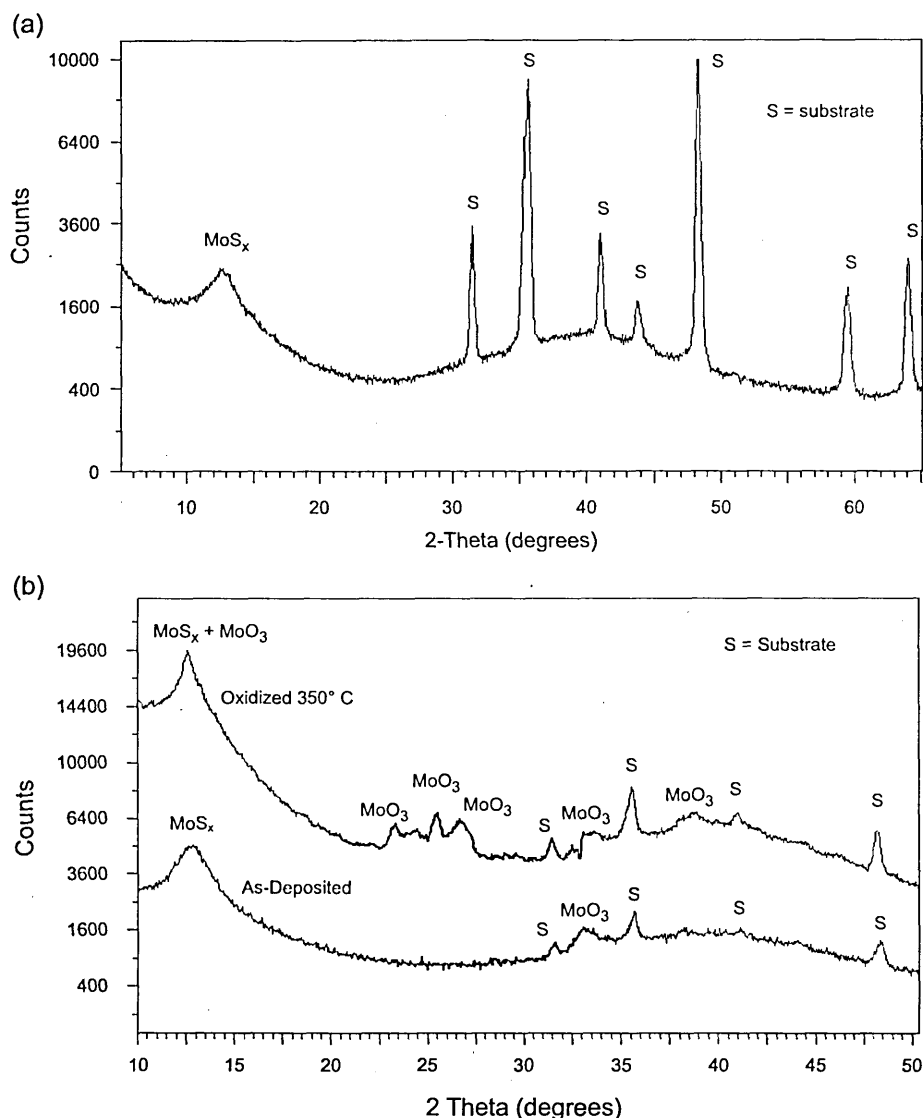 (a)
10000
6400
3600
1600
400
0
Counts
MoSₓ
S
S
S
S
S
S
S
S = substrate
10
20
30
40
50
60
2-Theta (degrees)
(b)
19600
14400
10000
6400
3600
1600
400
Counts
MoSₓ + MoO₃
S = Substrate
Oxidized 350° C
MoO₃
MoO₃
MoO₃
S
MoO₃
S
MoO₃
S
S
MoSₓ
As-Deposited
S
MoO₃
S
S
S
10
15
20
25
30
35
40
45
50
2 Theta (degrees)